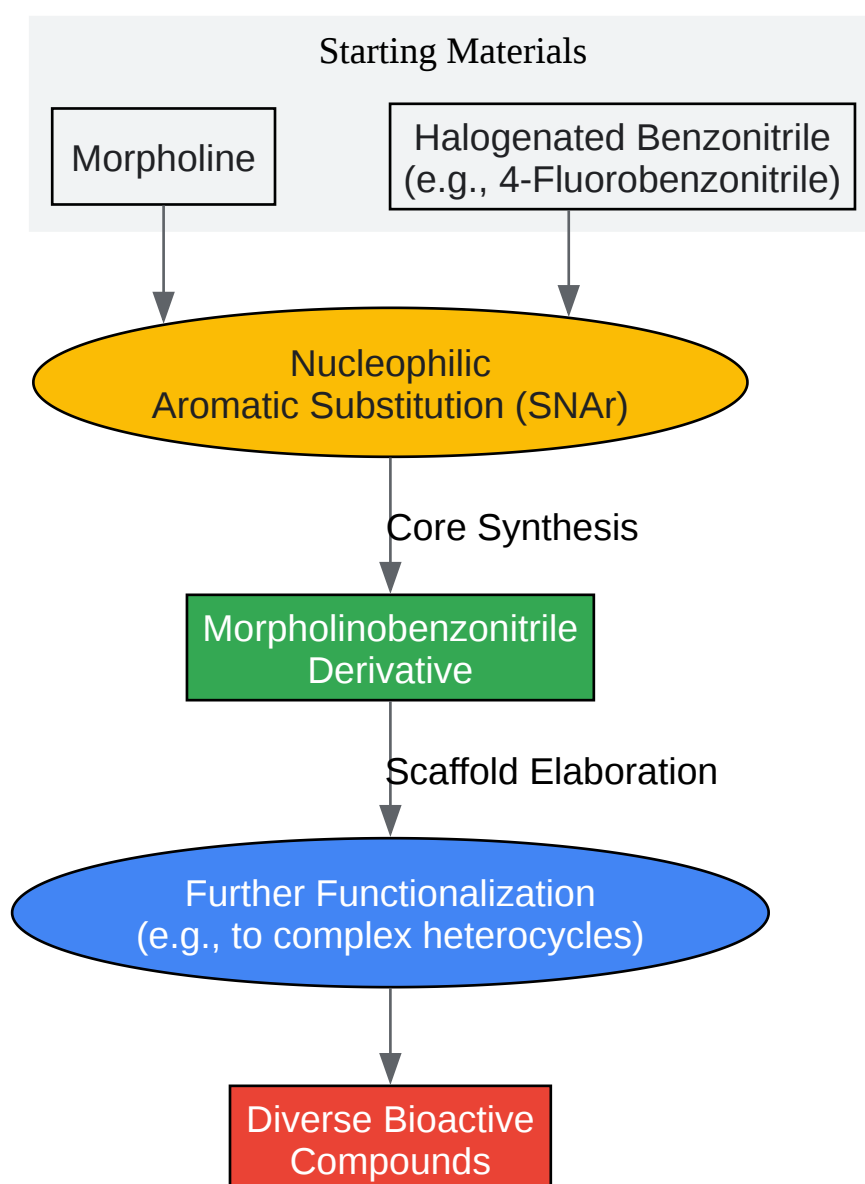 Starting Materials
Morpholine
Halogenated Benzonitrile
(e.g., 4-Fluorobenzonitrile)
Nucleophilic
Aromatic Substitution (SNAr)
Core Synthesis
Morpholinobenzonitrile
Derivative
Scaffold Elaboration
Further Functionalization
(e.g., to complex heterocycles)
Diverse Bioactive
Compounds